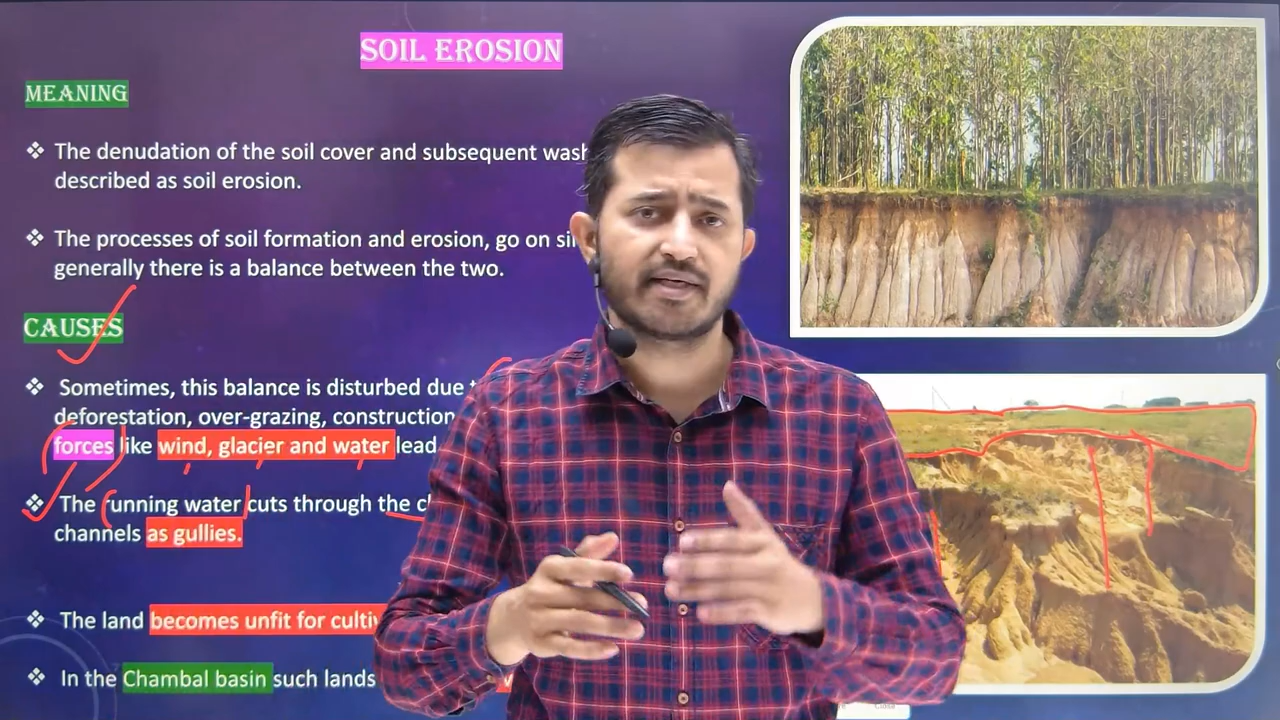 SOIL EROSION
MEANING
❖ The denudation of the soil cover and subsequent
described as soil erosion.
❖ The processes of soil formation and erosion, go on
generally there is a balance between the two.
CAUSES
❖ Sometimes, this balance is disturbed due
deforestation, over-grazing, construction
forces like wind, glacier and water lead
❖ The running water cuts through the
channels as gullies.
❖ The land becomes unfit for
❖ In the Chambal basin such lands